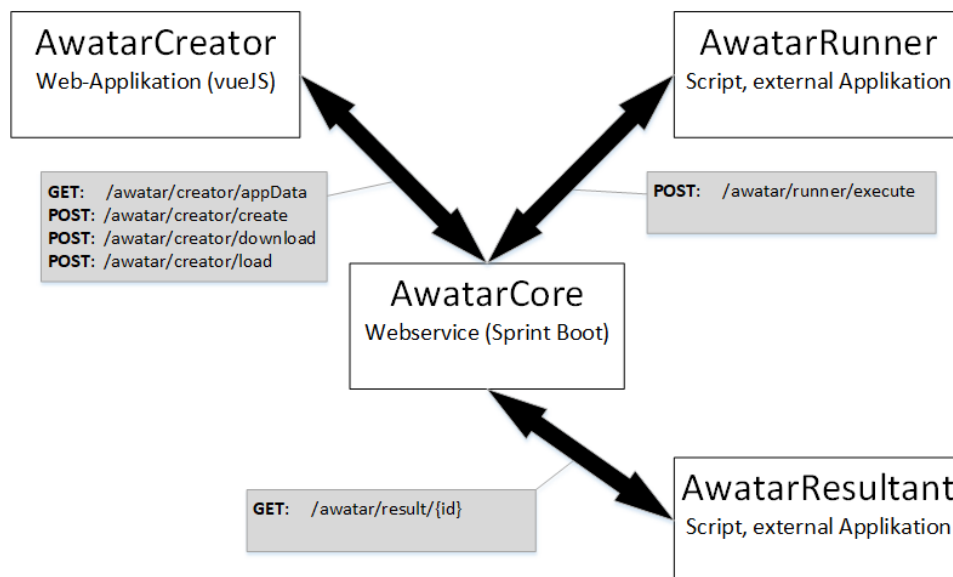 AwatarCreator
Web-Applikation (vueJS)
AwatarRunner
Script, external Applikation
GET: /awatar/creator/appData
POST: /awatar/creator/create
POST: /awatar/creator/download
POST: /awatar/creator/load
POST: /awatar/runner/execute
AwatarCore
Webservice (Sprint Boot)
GET: /awatar/result/{id}
AwatarResultant
Script, external Applikation